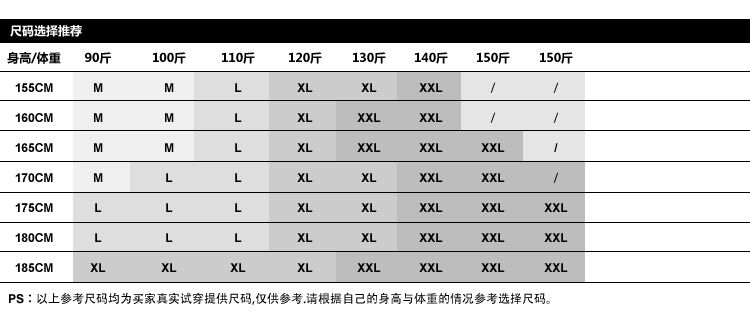 尺码选择推荐
身高/体重 90斤 100斤 110斤 120斤 130斤 140斤 150斤 150斤
155CM M M L XL XL XXL / /
160CM M M L XL XXL XXL / /
165CM M M L XL XXL XXL XXL /
170CM M L L XL XL XXL XXL /
175CM L L L XL XL XXL XXL XXL
180CM L L L XL XL XXL XXL XXL
185CM XL XL XL XL XXL XXL XXL XXL
PS：以上参考尺码均为买家真实试穿提供尺码,仅供参考.请根据自己的身高与体重的情况参考选择尺码。